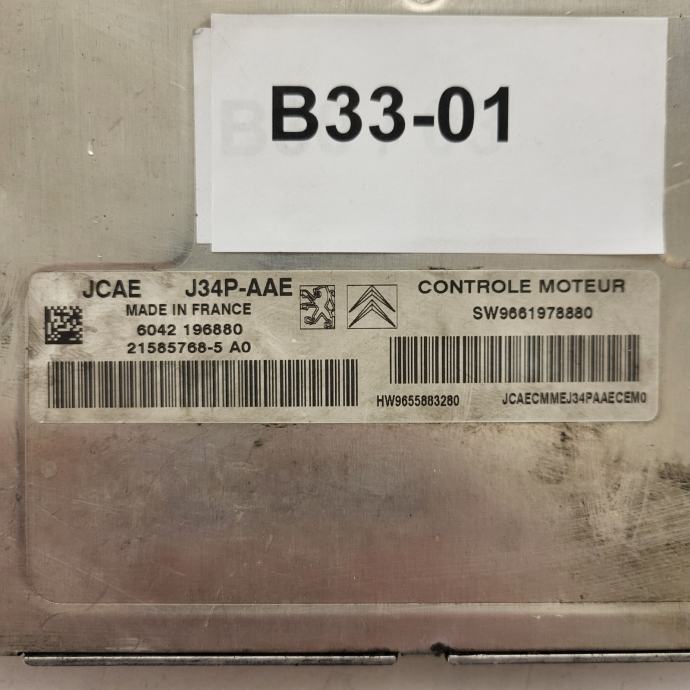 B33-01
JCAE J34P-AAE
MADE IN FRANCE
6042 196880
21585768-5 A0
CONTROLE MOTEUR
SW9661978880
HW9655883280
JCAECMMEJ34PAAECEM0